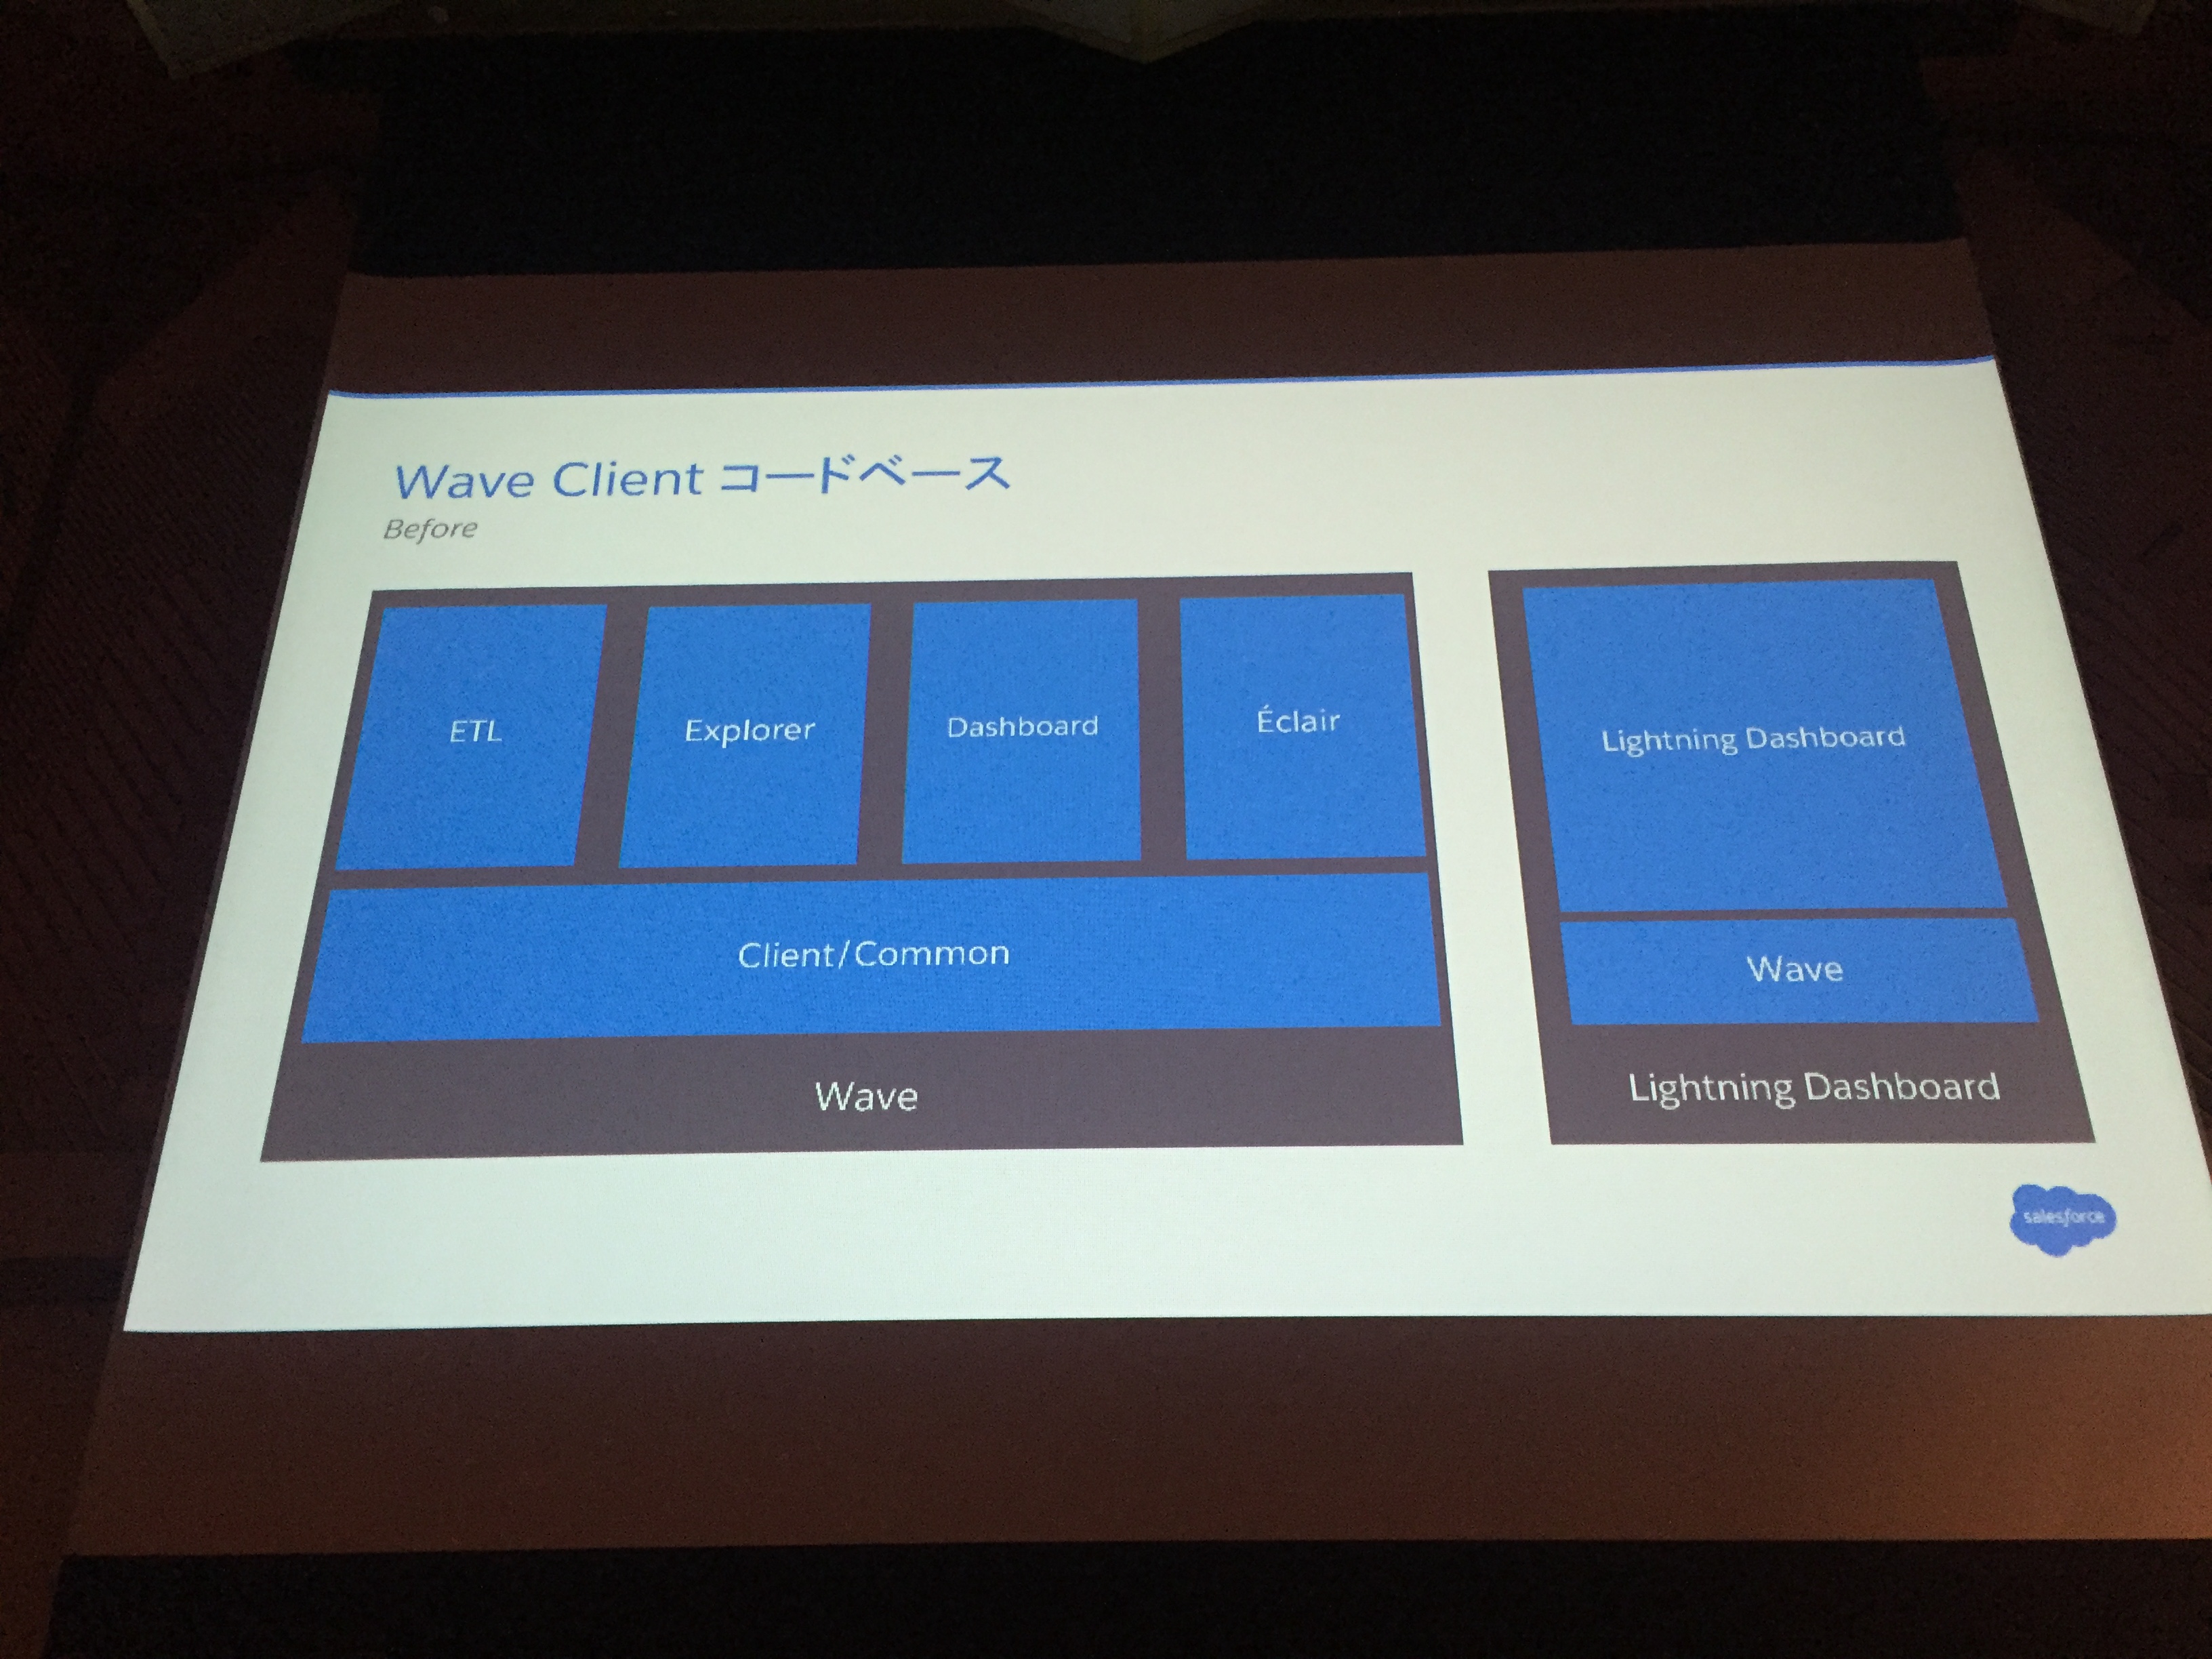 Wave Client コードベース
Before
ETL
Explorer
Dashboard
Éclair
Client/Common
Wave
Lightning Dashboard
Wave
Lightning Dashboard
salesforce